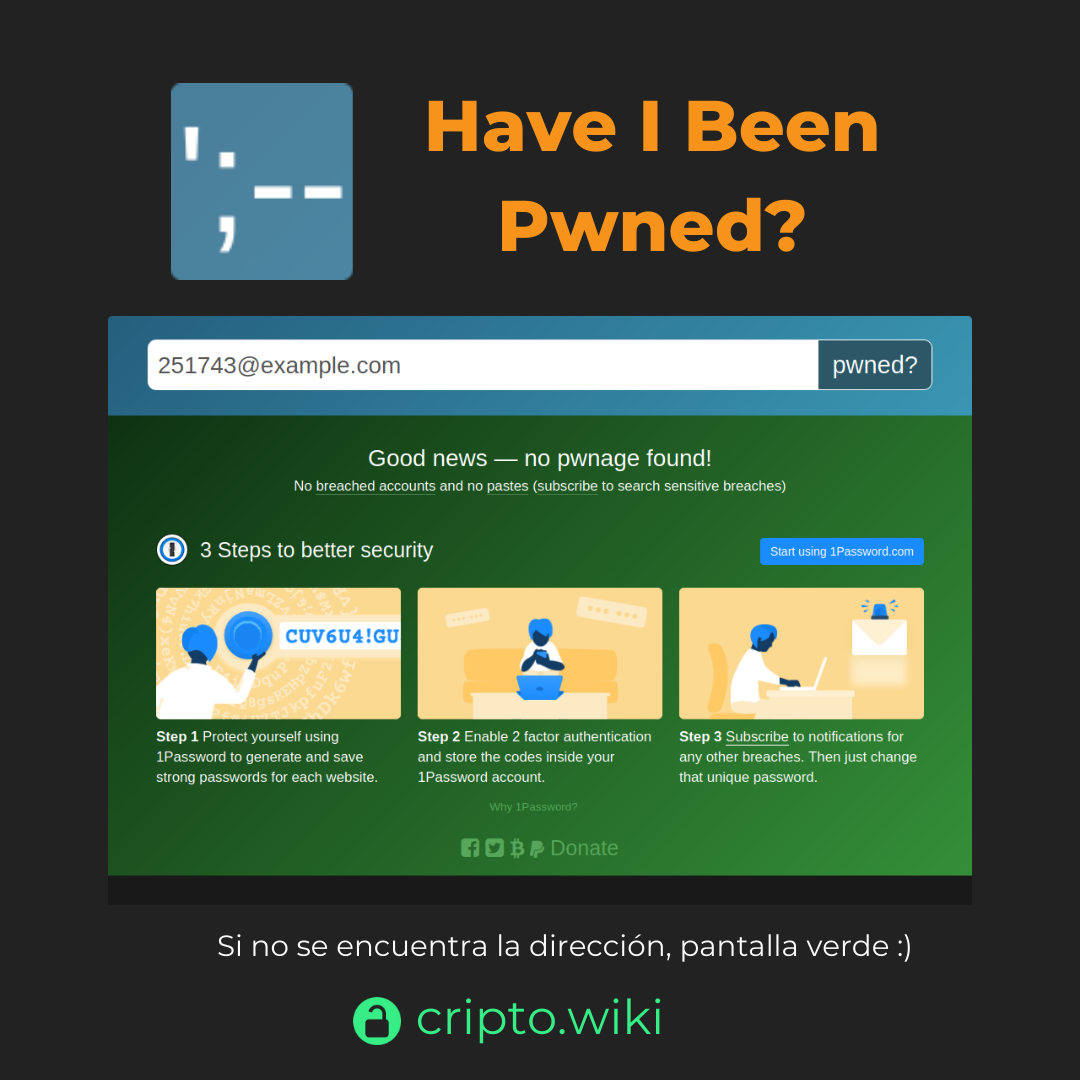 ';--
Have I Been
Pwned?
251743@example.com
pwned?
Good news — no pwnage found!
No breached accounts and no pastes (subscribe to search sensitive breaches)
3 Steps to better security
Start using 1Password.com
CUV6U4!GU
Step 1 Protect yourself using
1Password to generate and save
strong passwords for each website.
Step 2 Enable 2 factor authentication
and store the codes inside your
1Password account.
Step 3 Subscribe to notifications for
any other breaches. Then just change
that unique password.
Why 1Password?
Donate
Si no se encuentra la dirección, pantalla verde :)
cripto.wiki